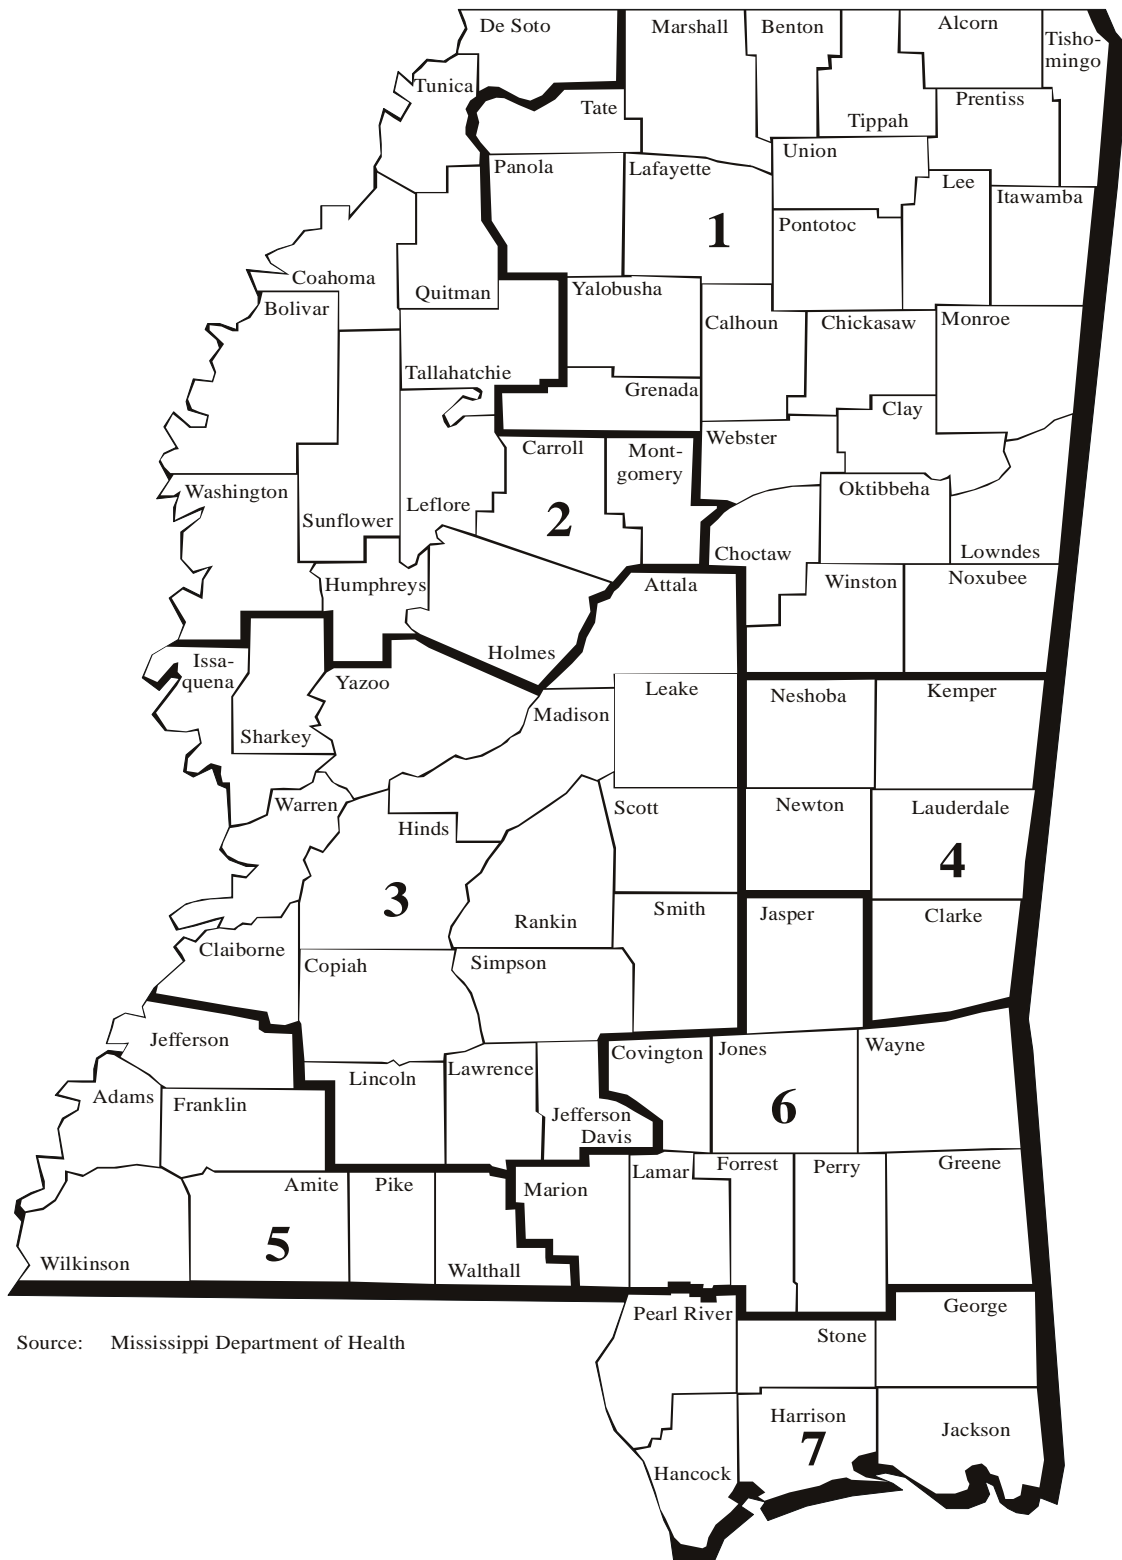 De Soto
Marshall
Benton
Alcorn
Tisho-
mingo
Tunica
Tate
Tippah
Prentiss
Panola
Lafayette
Union
Lee
Itawamba
1
Pontotoc
Coahoma
Quitman
Yalobusha
Bolivar
Calhoun
Chickasaw
Monroe
Tallahatchie
Grenada
Clay
Webster
Carroll
Mont-
gomery
Washington
Sunflower
Leflore
2
Oktibbeha
Choctaw
Lowndes
Humphreys
Attala
Winston
Noxubee
Holmes
Issa-
quena
Yazoo
Leake
Neshoba
Kemper
Sharkey
Madison
Warren
Hinds
Scott
Newton
Lauderdale
4
3
Rankin
Smith
Jasper
Clarke
Claiborne
Copiah
Simpson
Jefferson
Covington
Jones
Wayne
Adams
Franklin
Lincoln
Lawrence
Jefferson
Davis
6
Amite
Pike
Marion
Lamar
Forrest
Perry
Greene
5
Wilkinson
Walthall
Pearl River
George
Stone
Source: Mississippi Department of Health
Harrison
7
Jackson
Hancock